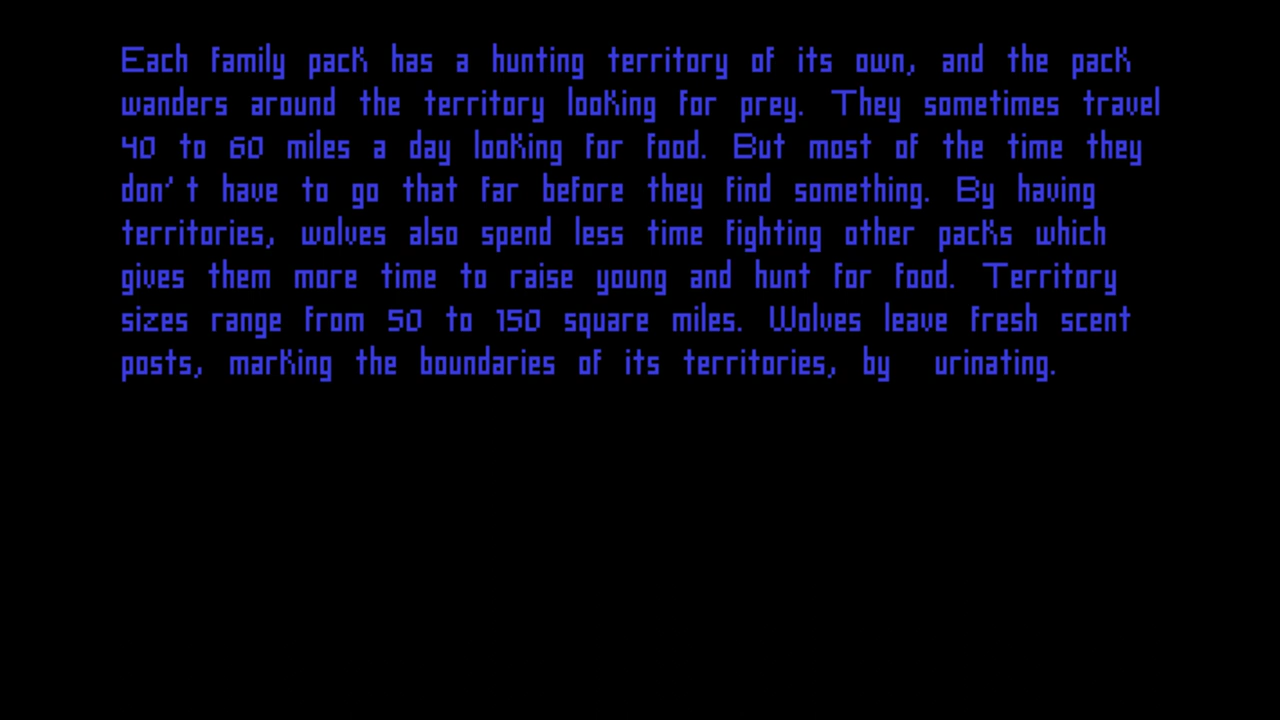 Each family pack has a hunting territory of its own, and the pack
wanders around the territory looking for prey. They sometimes travel
40 to 60 miles a day looking for food. But most of the time they
don't have to go that far before they find something. By having
territories, wolves also spend less time fighting other packs which
gives them more time to raise young and hunt for food. Territory
sizes range from 50 to 150 square miles. Wolves leave fresh scent
posts, marking the boundaries of its territories, by urinating.